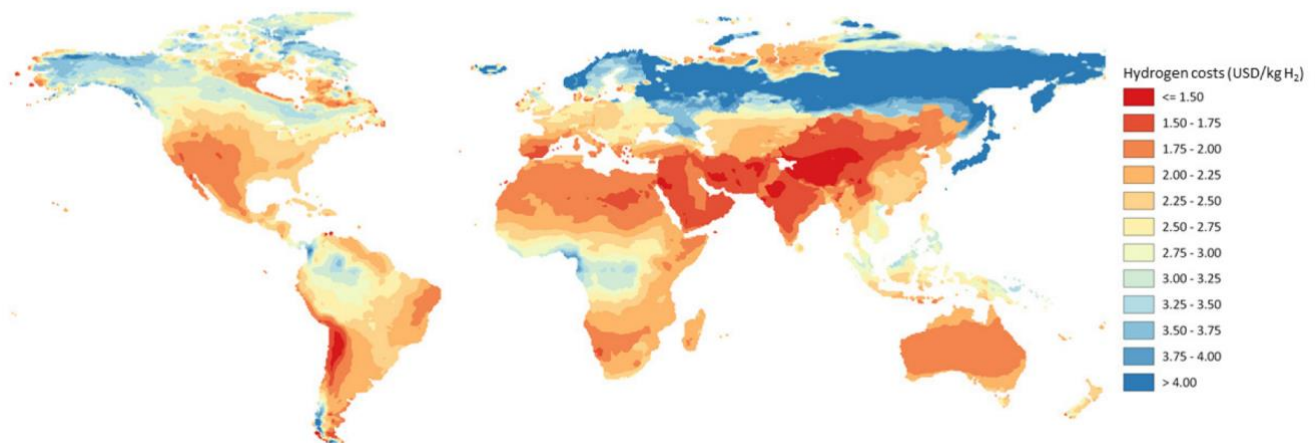 Hydrogen costs (USD/kg H₂)
<= 1.50
1.50 - 1.75
1.75 - 2.00
2.00 - 2.25
2.25 - 2.50
2.50 - 2.75
2.75 - 3.00
3.00 - 3.25
3.25 - 3.50
3.50 - 3.75
3.75 - 4.00
> 4.00